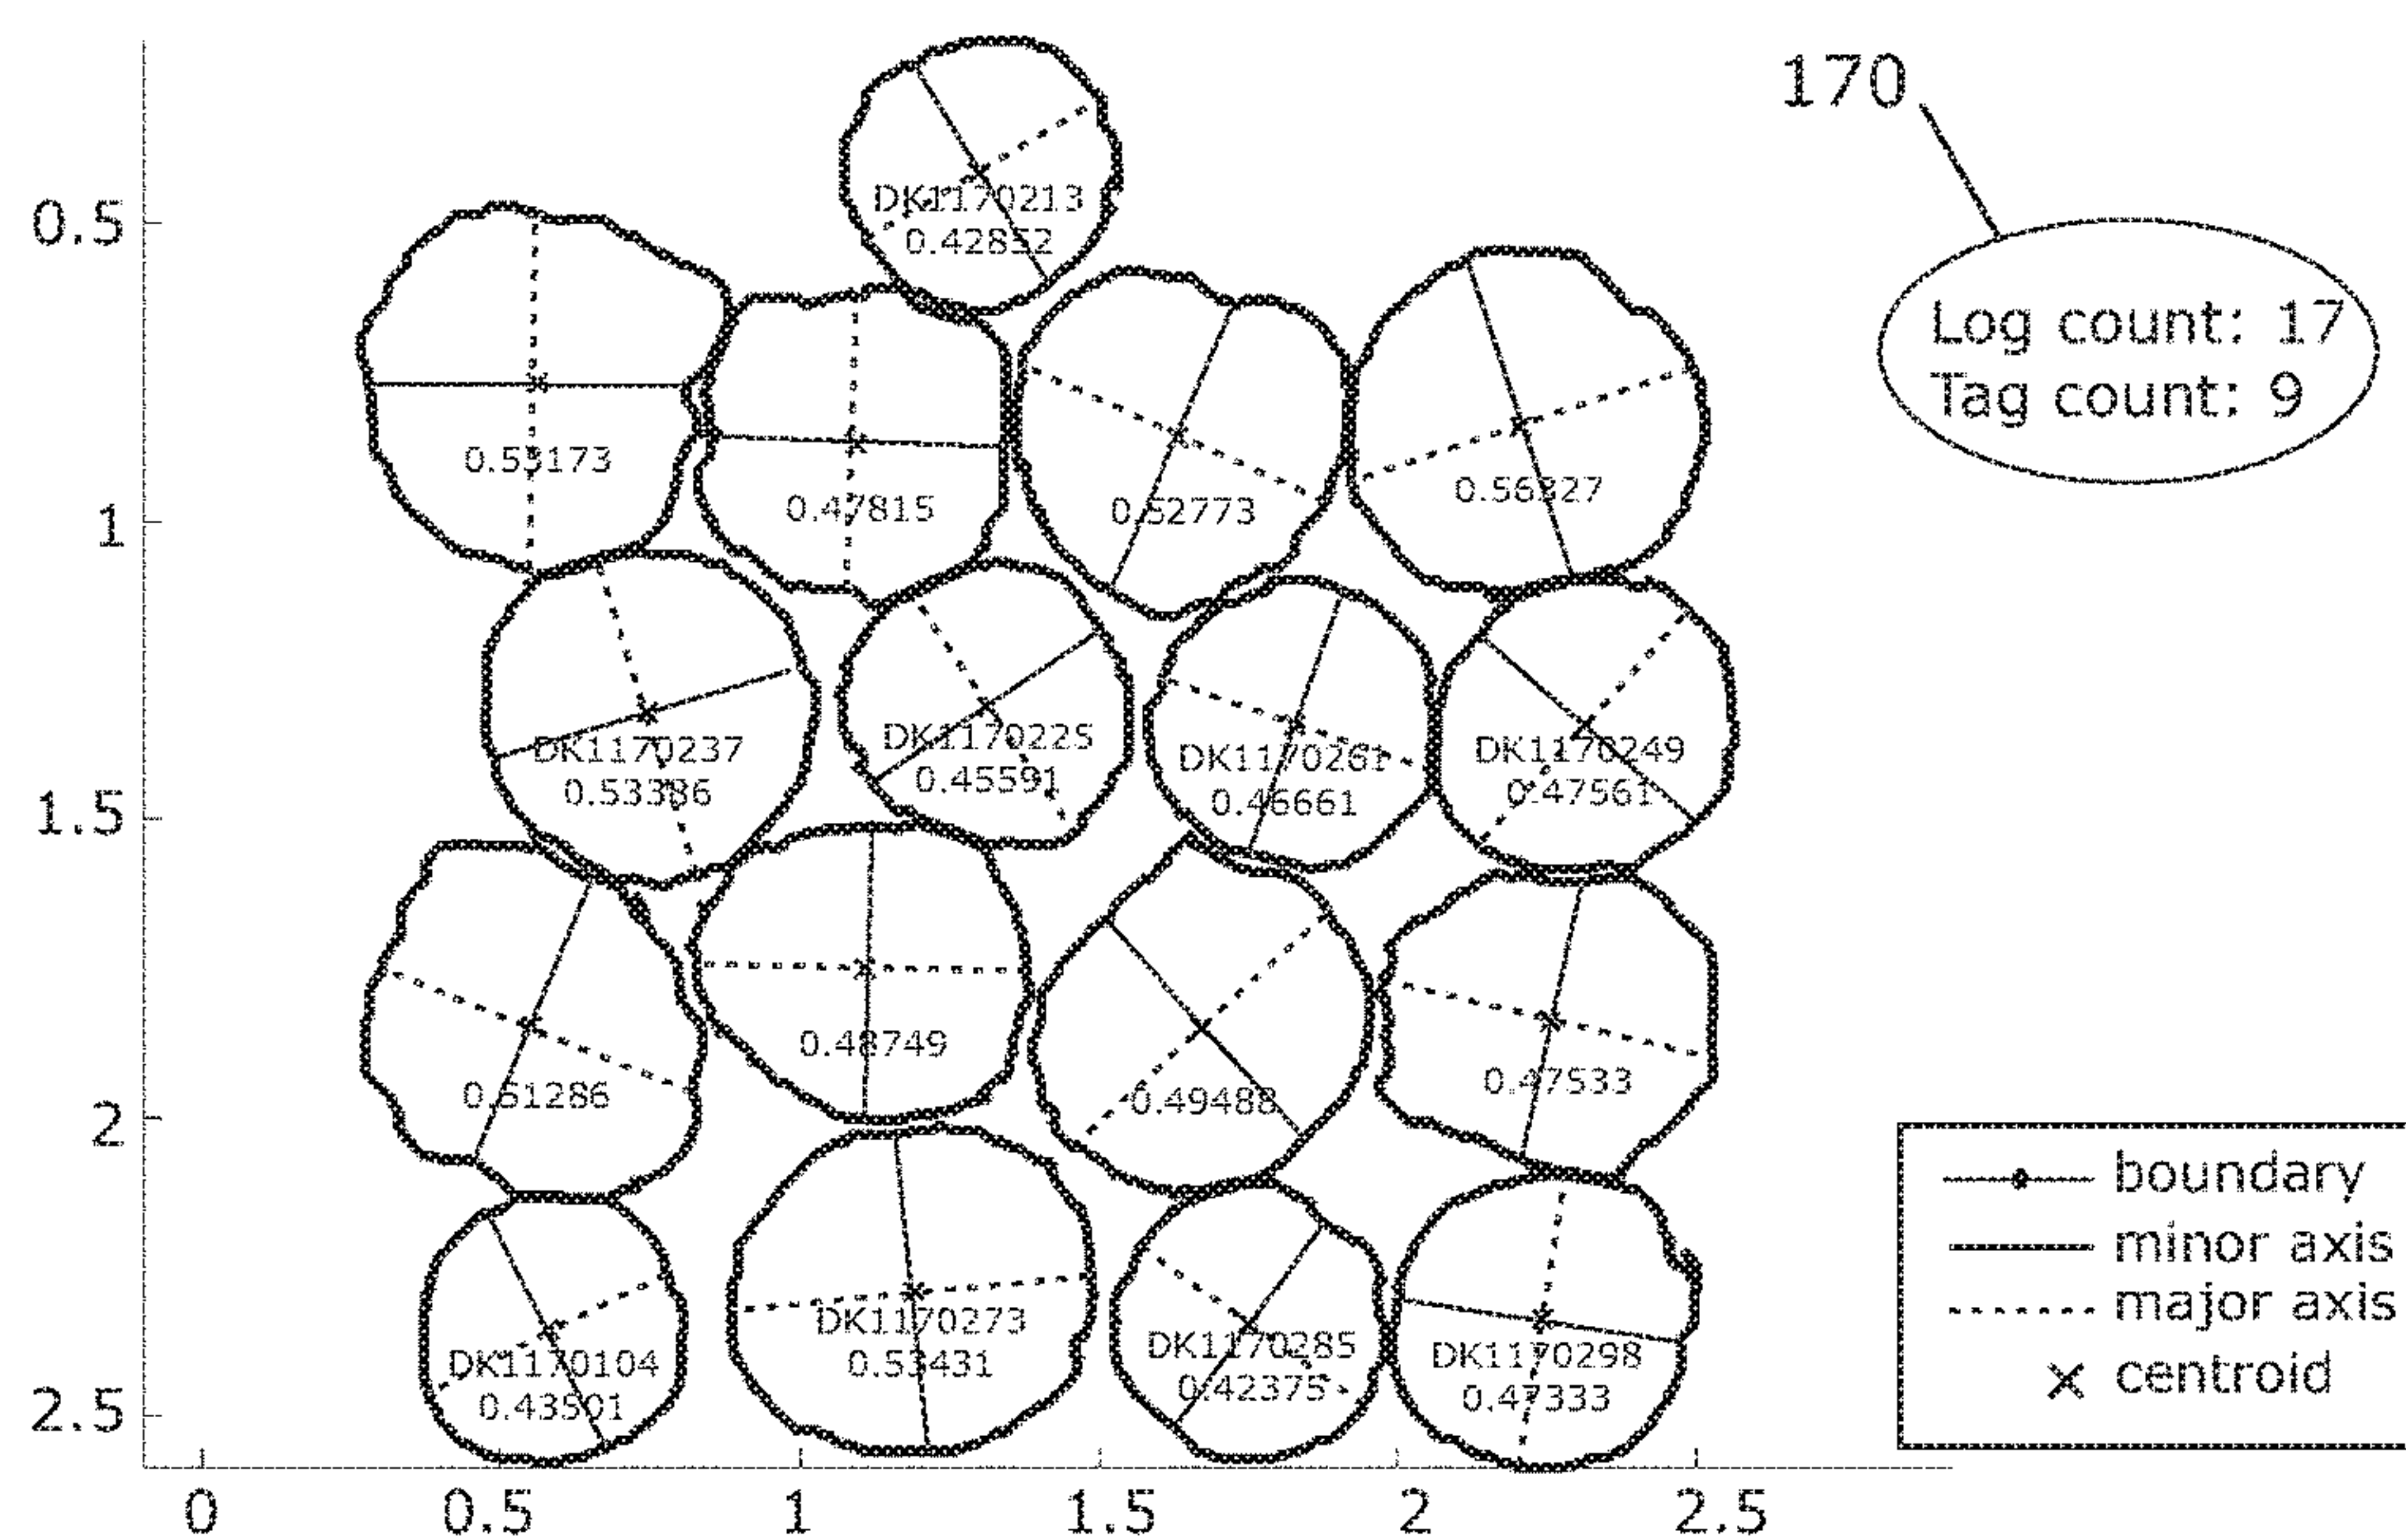 170
Log count: 17
Tag count: 9
0.5
1
1.5
2
2.5
0
0.5
1
1.5
2
2.5
DK1170213
0.42852
0.53173
0.47815
0.52773
0.56327
DK1170237
0.53386
DK1170225
0.45591
DK1170261
0.46661
DK1170249
0.47561
0.51286
0.48749
0.49488
0.47533
DK1170104
0.43501
DK1170273
0.53431
DK1170285
0.42375
DK1170298
0.47333
boundary
minor axis
major axis
centroid